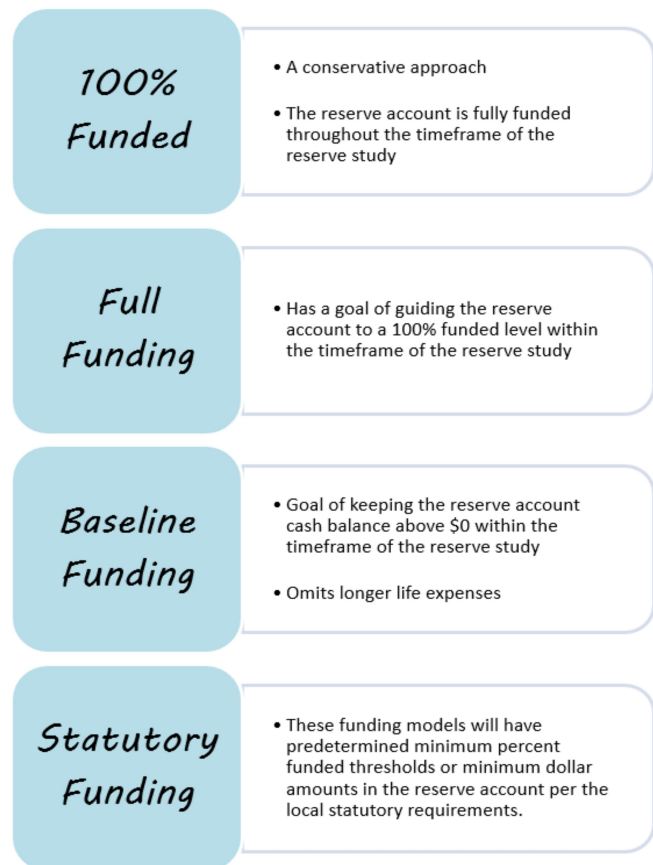 100%
Funded
• A conservative approach
• The reserve account is fully funded
throughout the timeframe of the
reserve study
Full
Funding
• Has a goal of guiding the reserve
account to a 100% funded level within
the timeframe of the reserve study
Baseline
Funding
• Goal of keeping the reserve account
cash balance above $0 within the
timeframe of the reserve study
• Omits longer life expenses
Statutory
Funding
• These funding models will have
predetermined minimum percent
funded thresholds or minimum dollar
amounts in the reserve account per the
local statutory requirements.